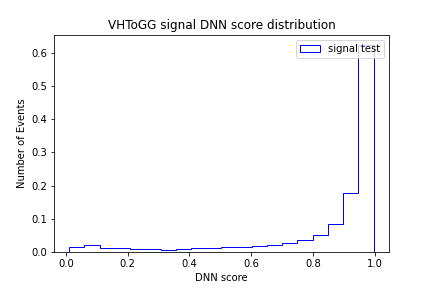 VHToGG signal DNN score distribution
signal test
Number of Events
0.6
0.5
0.4
0.3
0.2
0.1
0.0
0.0 0.2 0.4 0.6 0.8 1.0
DNN score